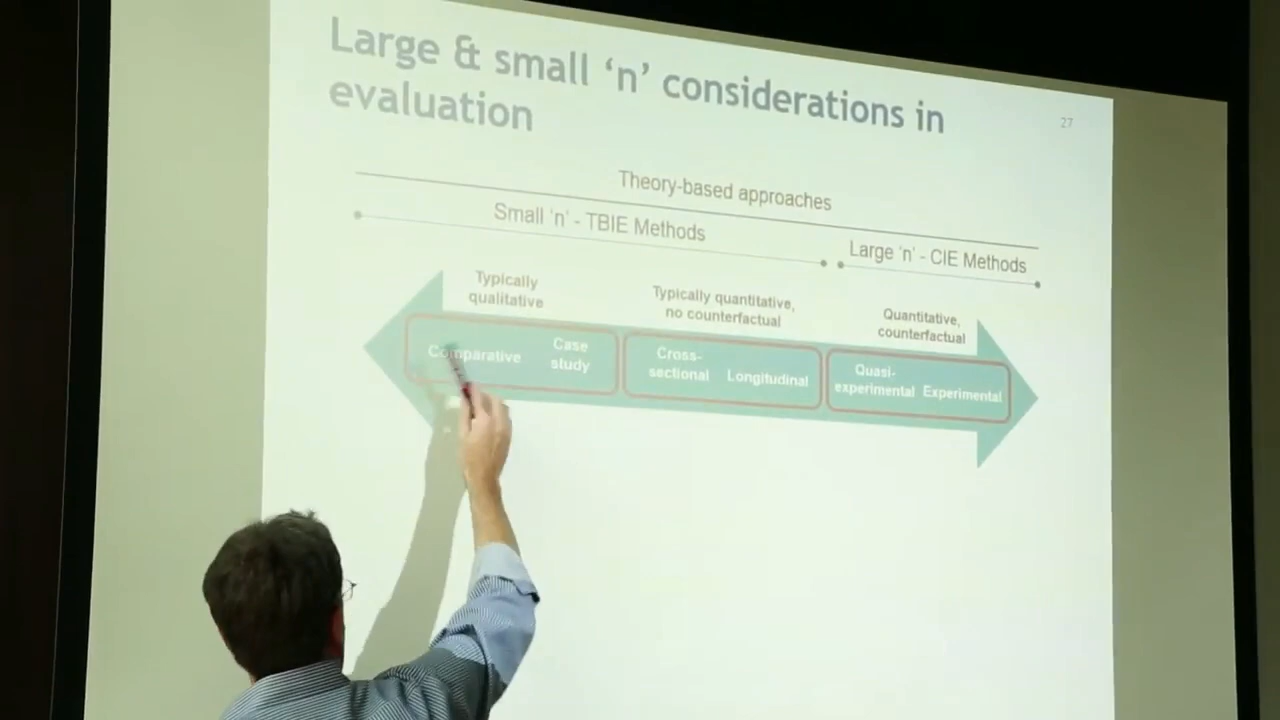 Large & small ‘n’ considerations in
evaluation
27
Theory-based approaches
Small ‘n’ - TBIE Methods
Large ‘n’ - CIE Methods
Typically
qualitative
Typically quantitative,
no counterfactual
Quantitative,
counterfactual
Comparative
Case
study
Cross-
sectional
Longitudinal
Quasi-
experimental
Experimental